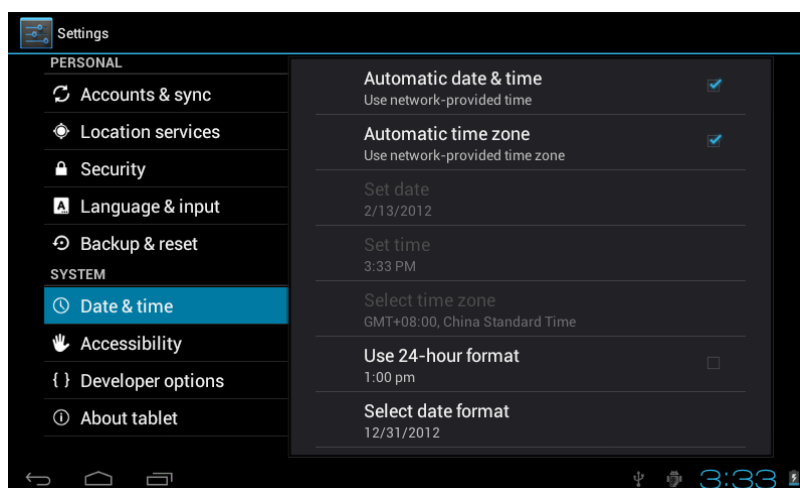 Settings
PERSONAL
Accounts & sync
Location services
Security
Language & input
Backup & reset
SYSTEM
Date & time
Accessibility
{ } Developer options
About tablet
Automatic date & time
Use network-provided time
Automatic time zone
Use network-provided time zone
Set date
2/13/2012
Set time
3:33 PM
Select time zone
GMT+08:00, China Standard Time
Use 24-hour format
1:00 pm
Select date format
12/31/2012
3:33